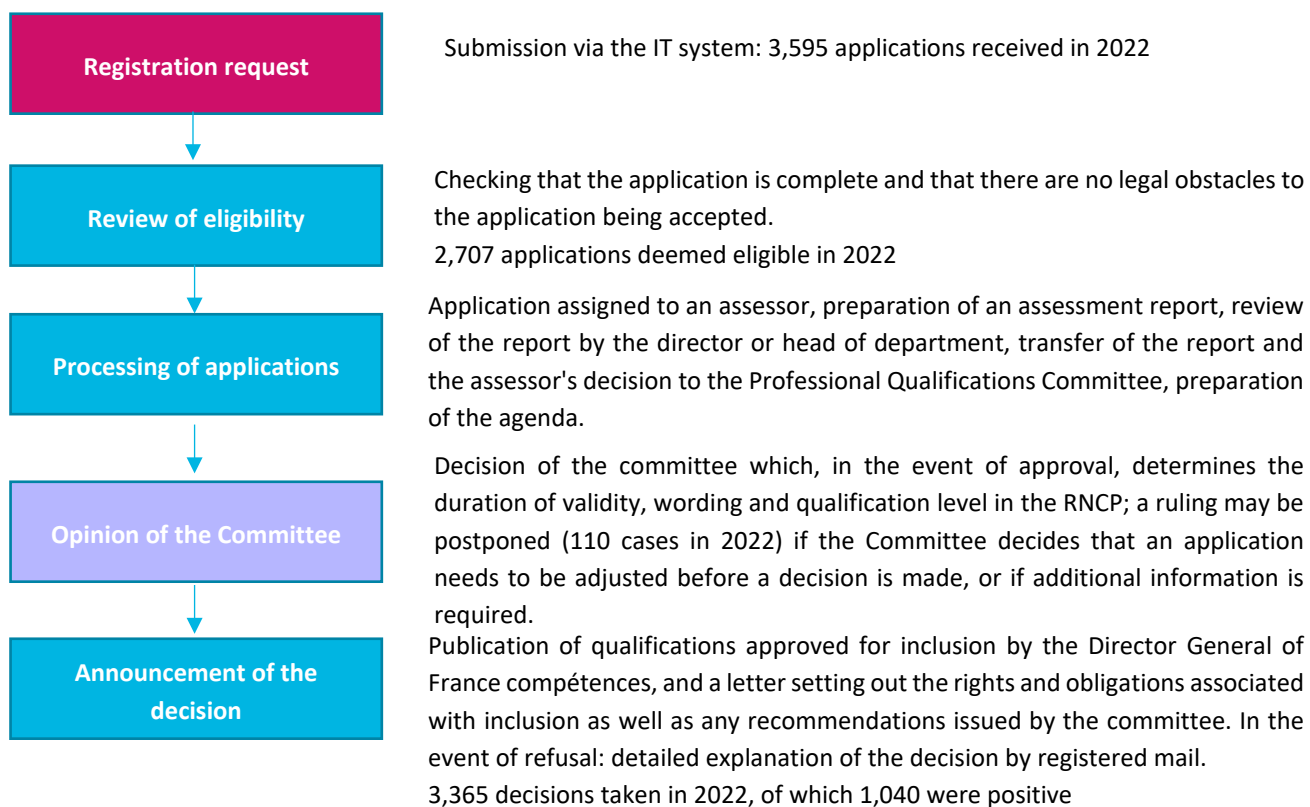 Registration request
Submission via the IT system: 3,595 applications received in 2022
Review of eligibility
Checking that the application is complete and that there are no legal obstacles to
the application being accepted.
2,707 applications deemed eligible in 2022
Processing of applications
Application assigned to an assessor, preparation of an assessment report, review
of the report by the director or head of department, transfer of the report and
the assessor's decision to the Professional Qualifications Committee, preparation
of the agenda.
Opinion of the Committee
Decision of the committee which, in the event of approval, determines the
duration of validity, wording and qualification level in the RNCP; a ruling may be
postponed (110 cases in 2022) if the Committee decides that an application
needs to be adjusted before a decision is made, or if additional information is
required.
Announcement of the
decision
Publication of qualifications approved for inclusion by the Director General of
France compétences, and a letter setting out the rights and obligations associated
with inclusion as well as any recommendations issued by the committee. In the
event of refusal: detailed explanation of the decision by registered mail.
3,365 decisions taken in 2022, of which 1,040 were positive